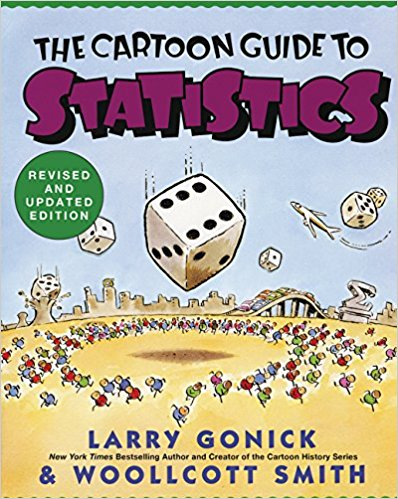 THE CARTOON GUIDE TO
STATISTICS
REVISED
AND
UPDATED
EDITION
Σ
LARRY GONICK
New York Times Bestselling Author and Creator of the Cartoon History Series
& WOOLLCOTT SMITH